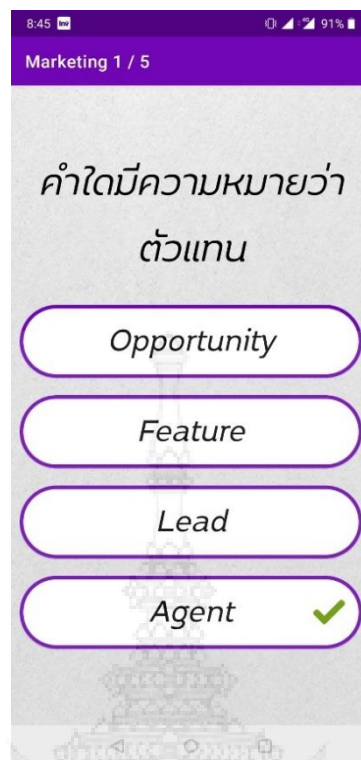 8:45
91%
Marketing 1 / 5
คำใดมีความหมายว่า
ตัวแทน
Opportunity
Feature
Lead
Agent